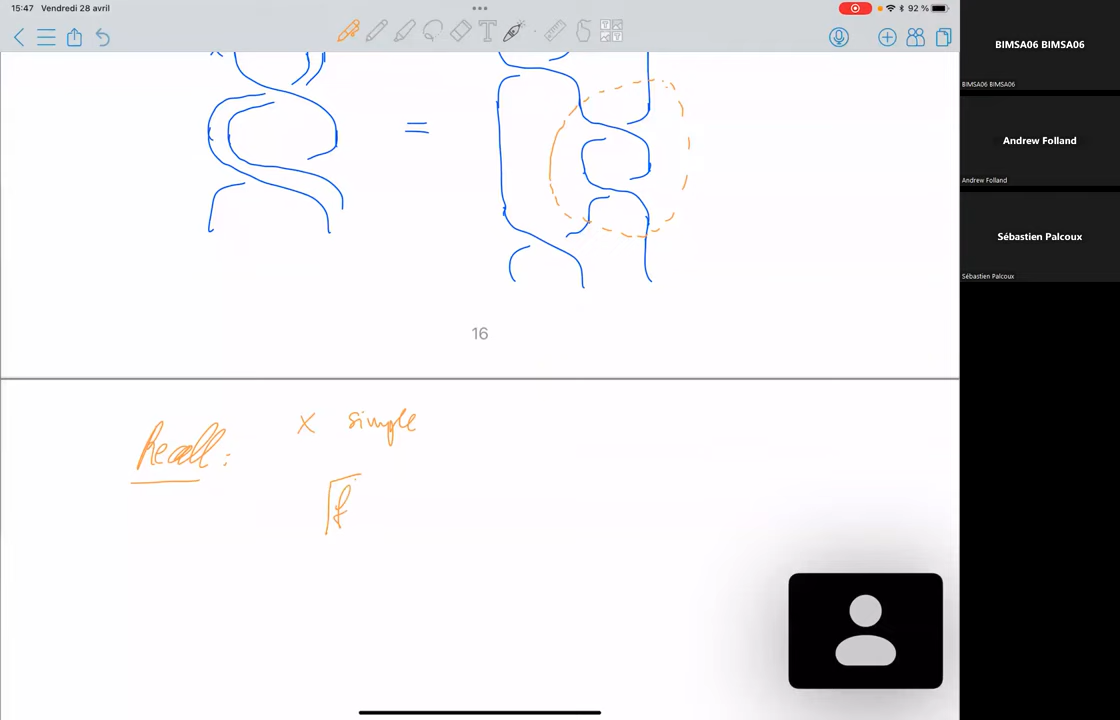 15:47 Vendredi 28 avril
92 %
=
16
Recall : X simple
f
BIMSA06 BIMSA06
BIMSA06 BIMSA06
Andrew Folland
Andrew Folland
Sébastien Palcoux
Sébastien Palcoux